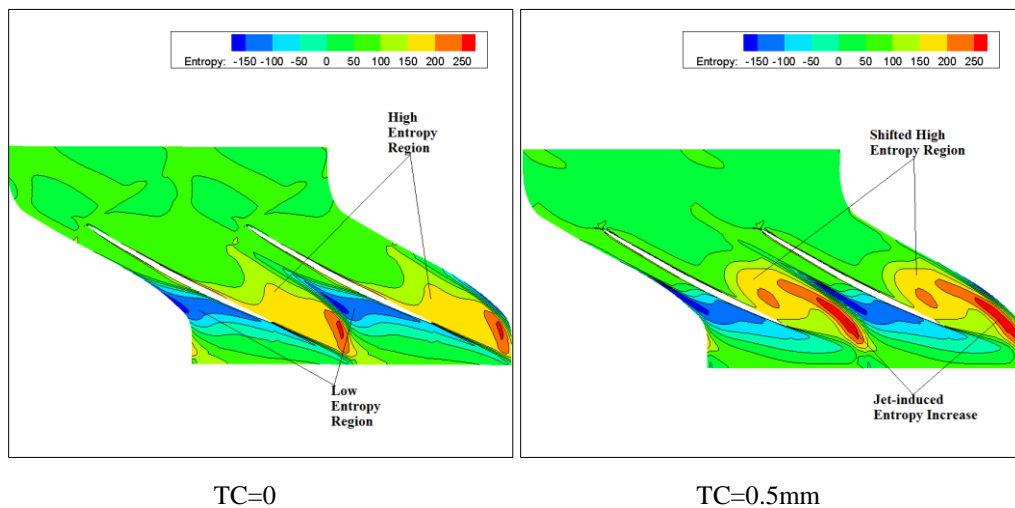 Entropy: -150 -100 -50 0 50 100 150 200 250
High
Entropy
Region
Low
Entropy
Region
TC=0
Entropy: -150 -100 -50 0 50 100 150 200 250
Shifted High
Entropy Region
Jet-induced
Entropy Increase
TC=0.5mm